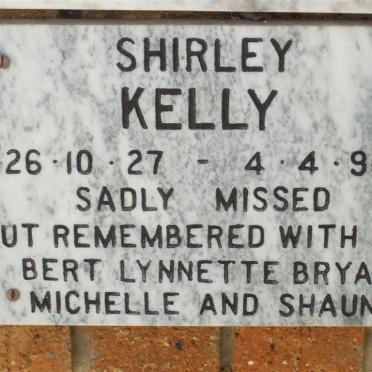 SHIRLEY
KELLY
26·10·27 - 4·4·9
SADLY MISSED
UT REMEMBERED WITH
BERT LYNNETTE BRYA
MICHELLE AND SHAUN